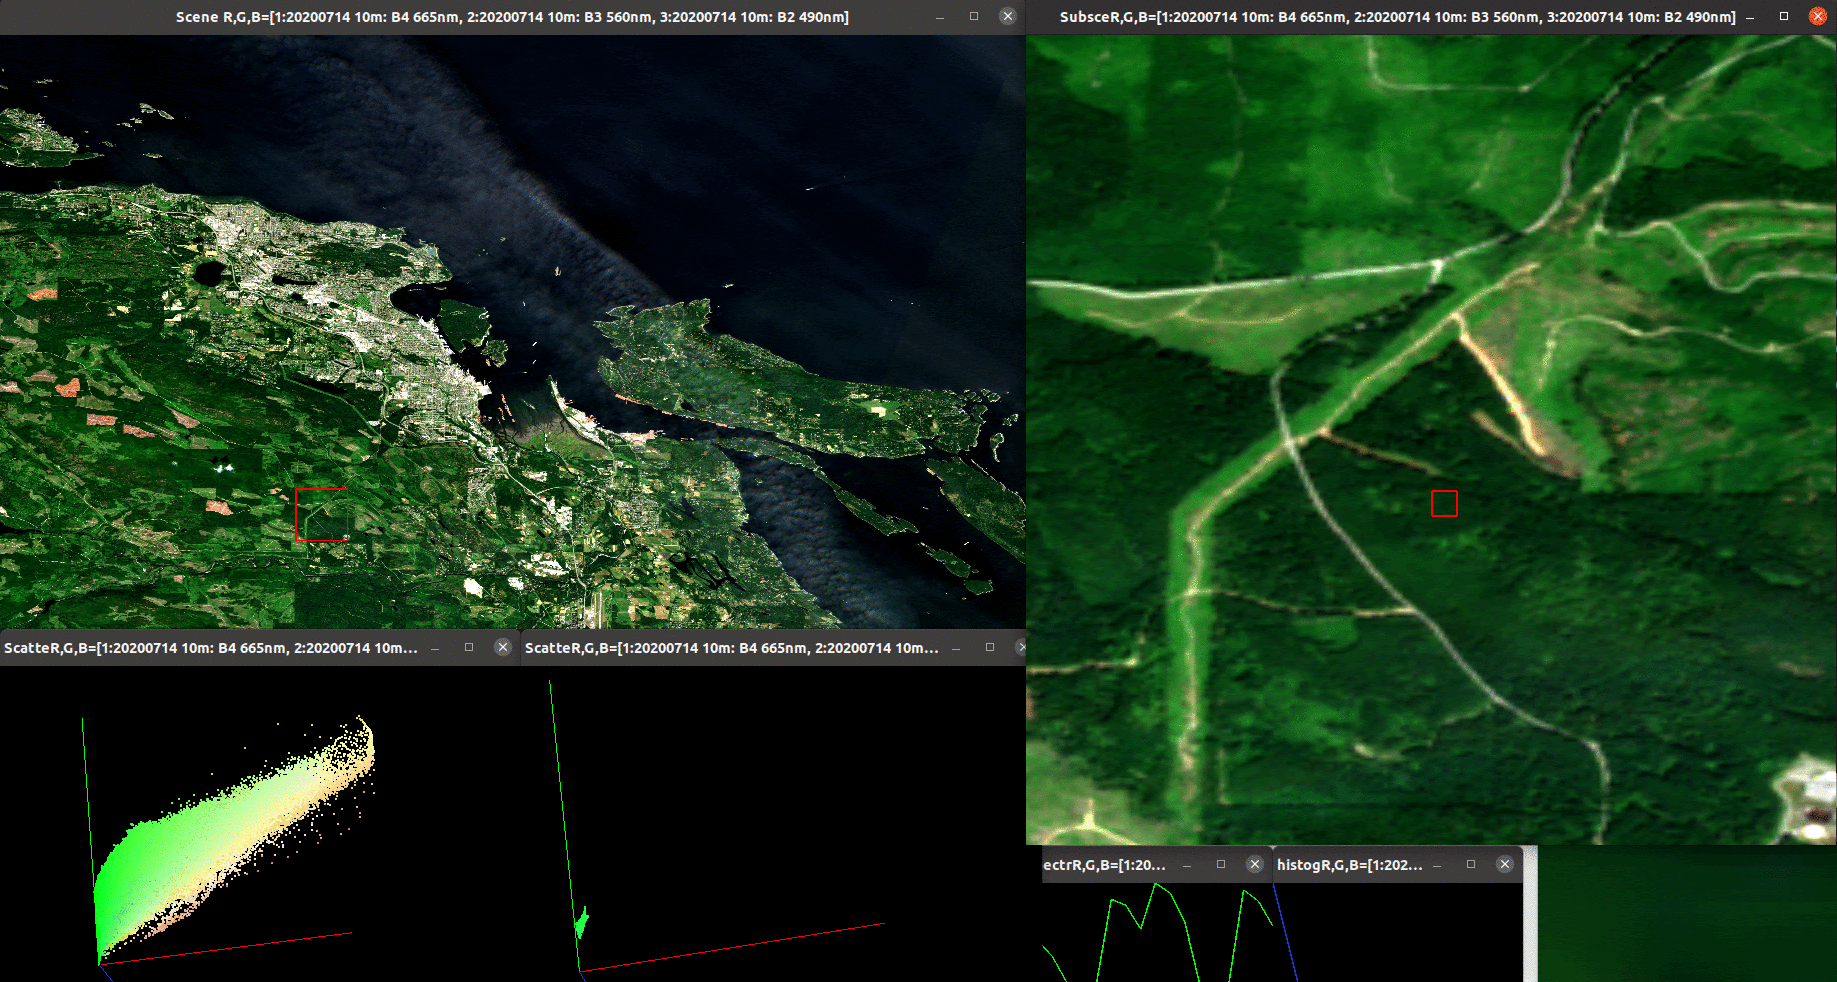 Scene R,G,B=[1:20200714 10m: B4 665nm, 2:20200714 10m: B3 560nm, 3:20200714 10m: B2 490nm]
SubsceR,G,B=[1:20200714 10m: B4 665nm, 2:20200714 10m: B3 560nm, 3:20200714 10m: B2 490nm]
ScatteR,G,B=[1:20200714 10m: B4 665nm, 2:20200714 10m...
ScatteR,G,B=[1:20200714 10m: B4 665nm, 2:20200714 10m...
ectrR,G,B=[1:20...
histogR,G,B=[1:202...